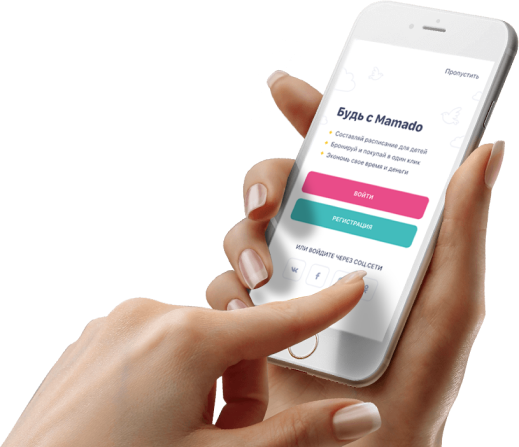 Пропустить
Будь с Mamado
Составляй расписание для детей
Бронируй и покупай в один клик
Экономь свое время и деньги
ВОЙТИ
РЕГИСТРАЦИЯ
ИЛИ ВОЙДИТЕ ЧЕРЕЗ СОЦ.СЕТИ